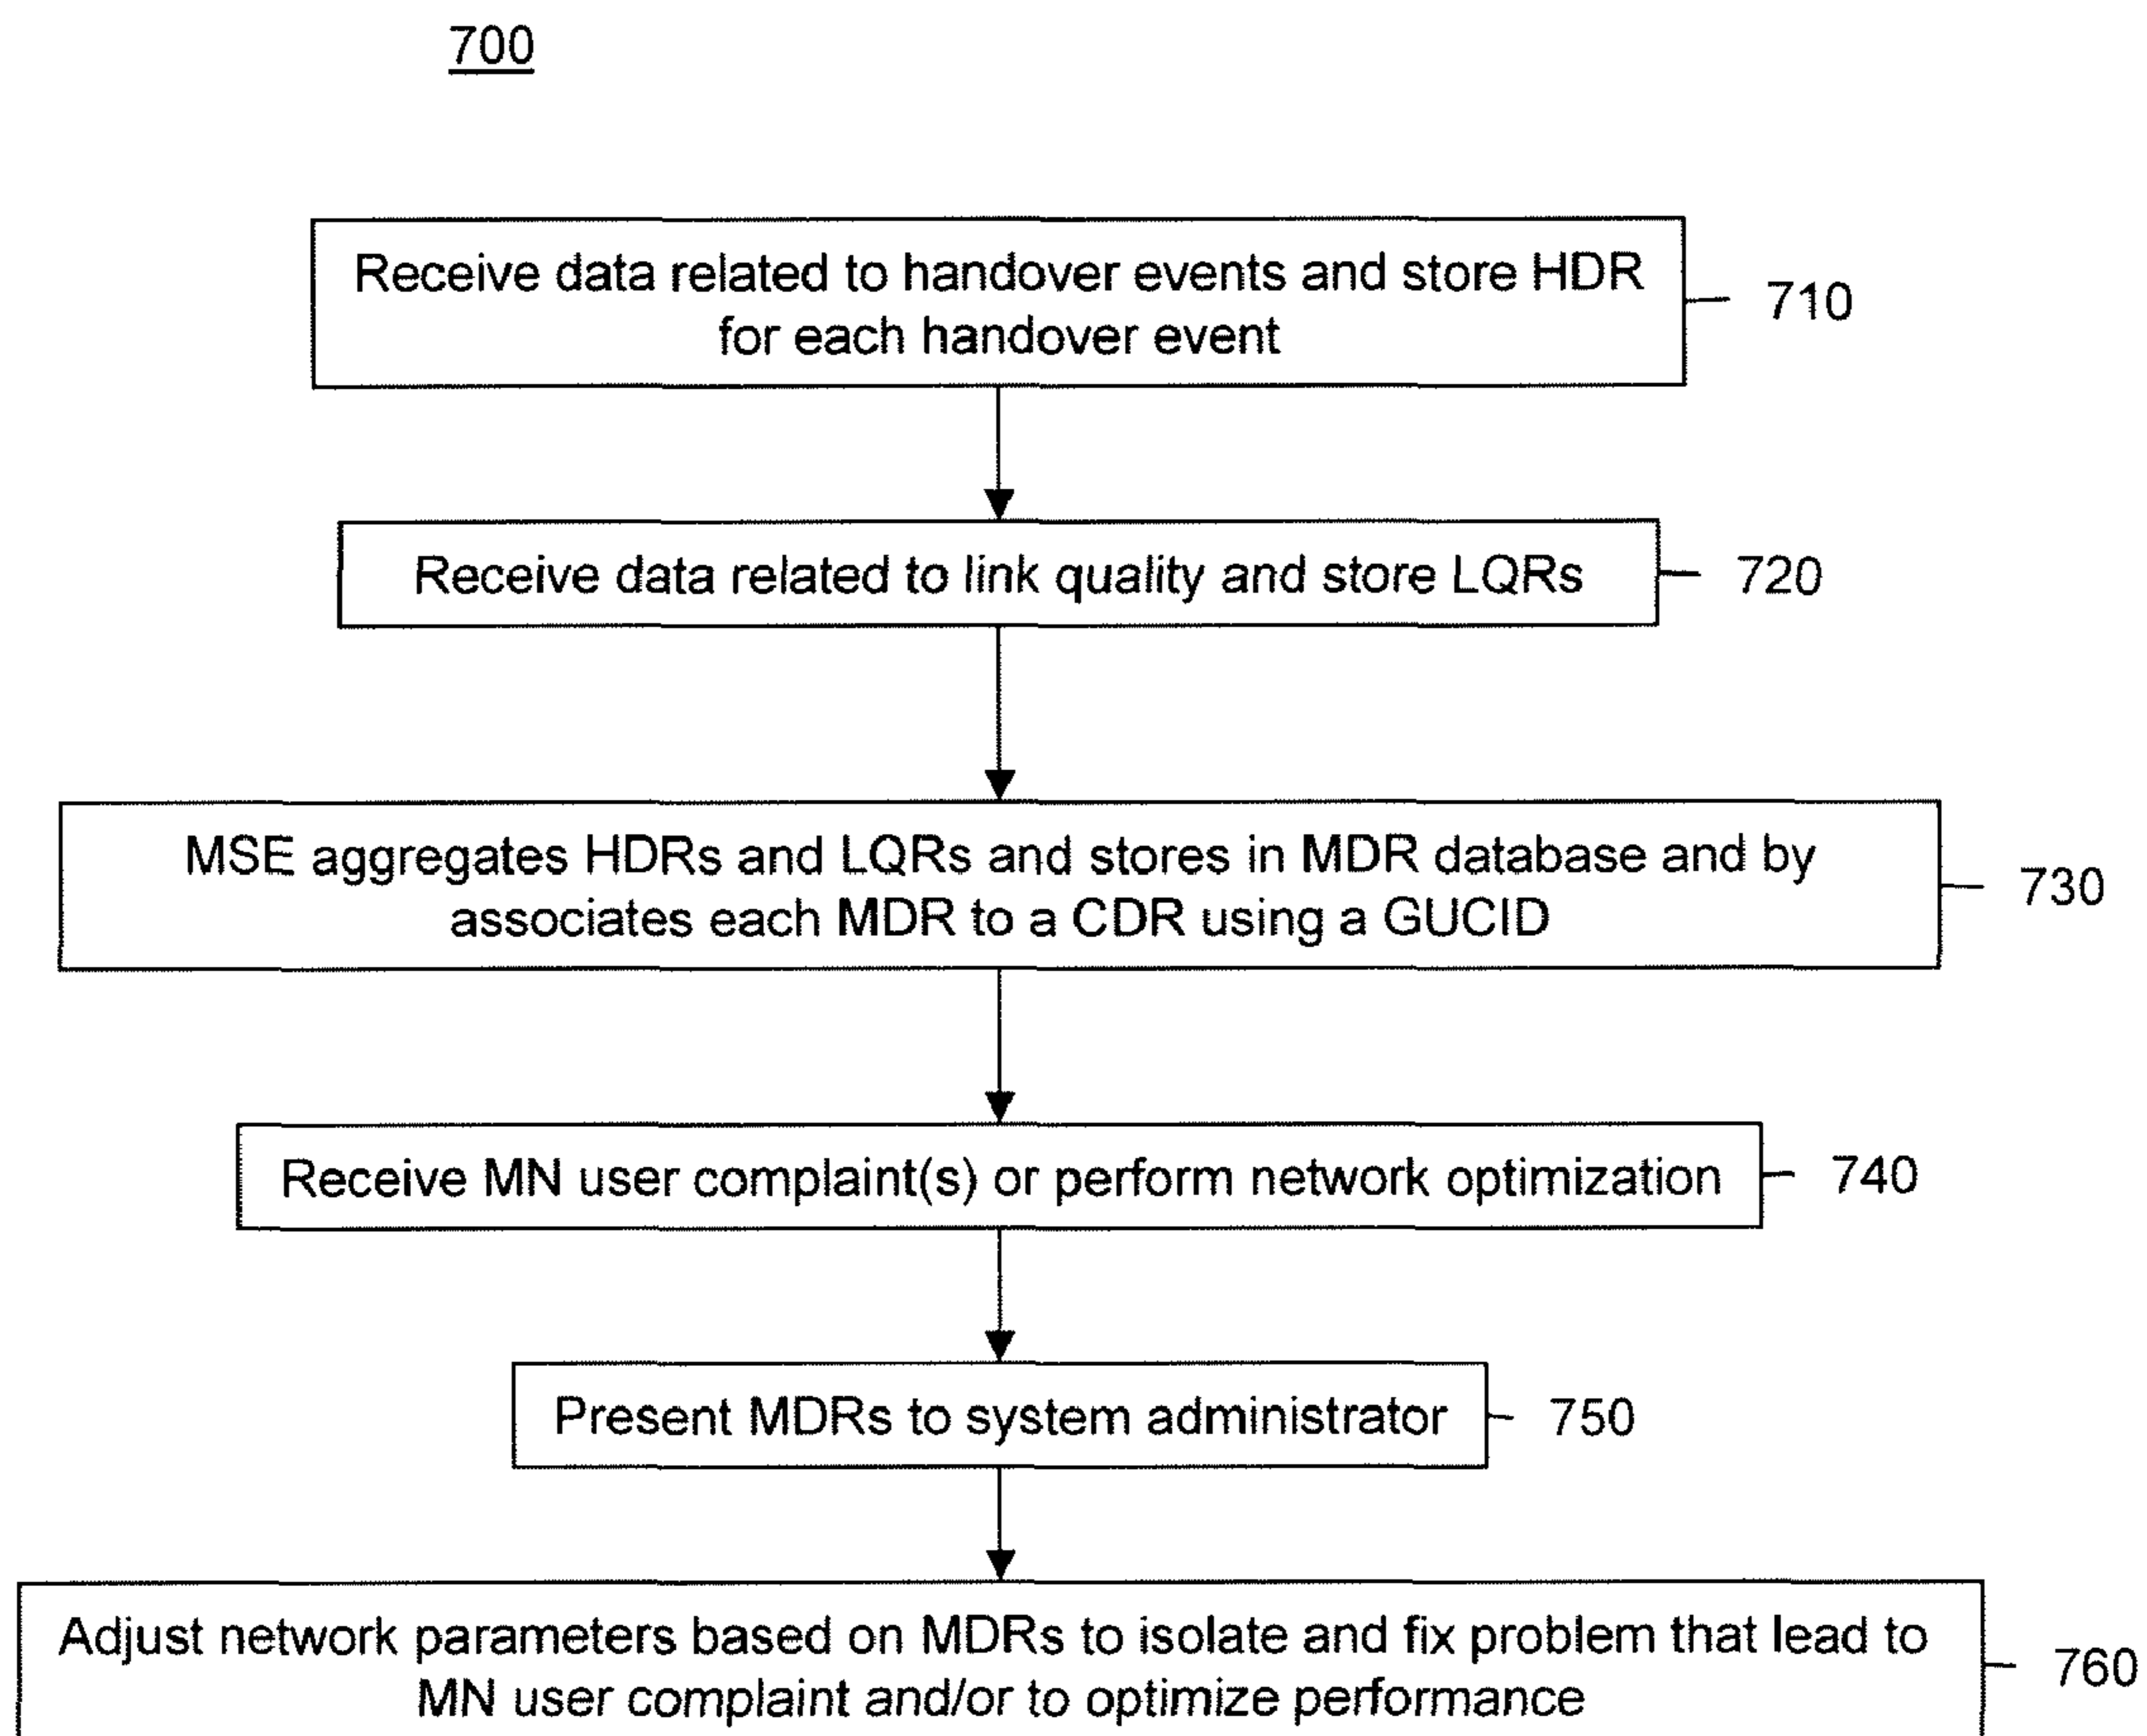 700
Receive data related to handover events and store HDR
for each handover event
710
Receive data related to link quality and store LQRs
720
MSE aggregates HDRs and LQRs and stores in MDR database and by
associates each MDR to a CDR using a GUCID
730
Receive MN user complaint(s) or perform network optimization
740
Present MDRs to system administrator
750
Adjust network parameters based on MDRs to isolate and fix problem that lead to
MN user complaint and/or to optimize performance
760